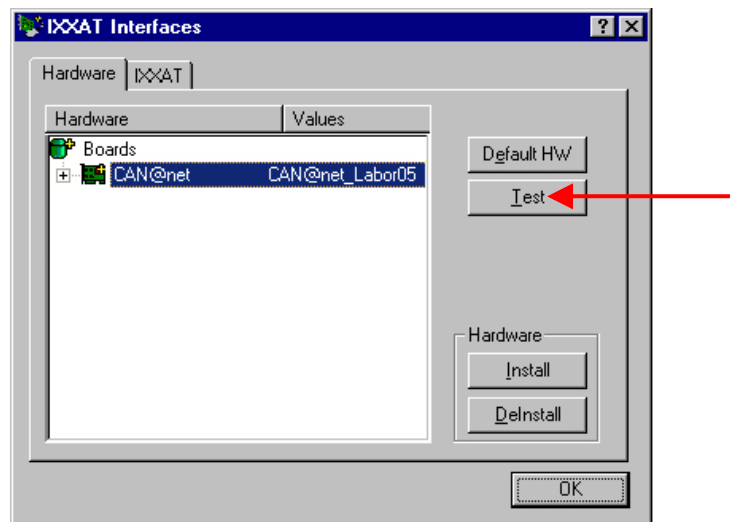 IXXAT Interfaces
Hardware IXXAT
Hardware Values
Boards
CAN@net CAN@net_Labor05
Default HW
Test
Hardware
Install
DeInstall
OK